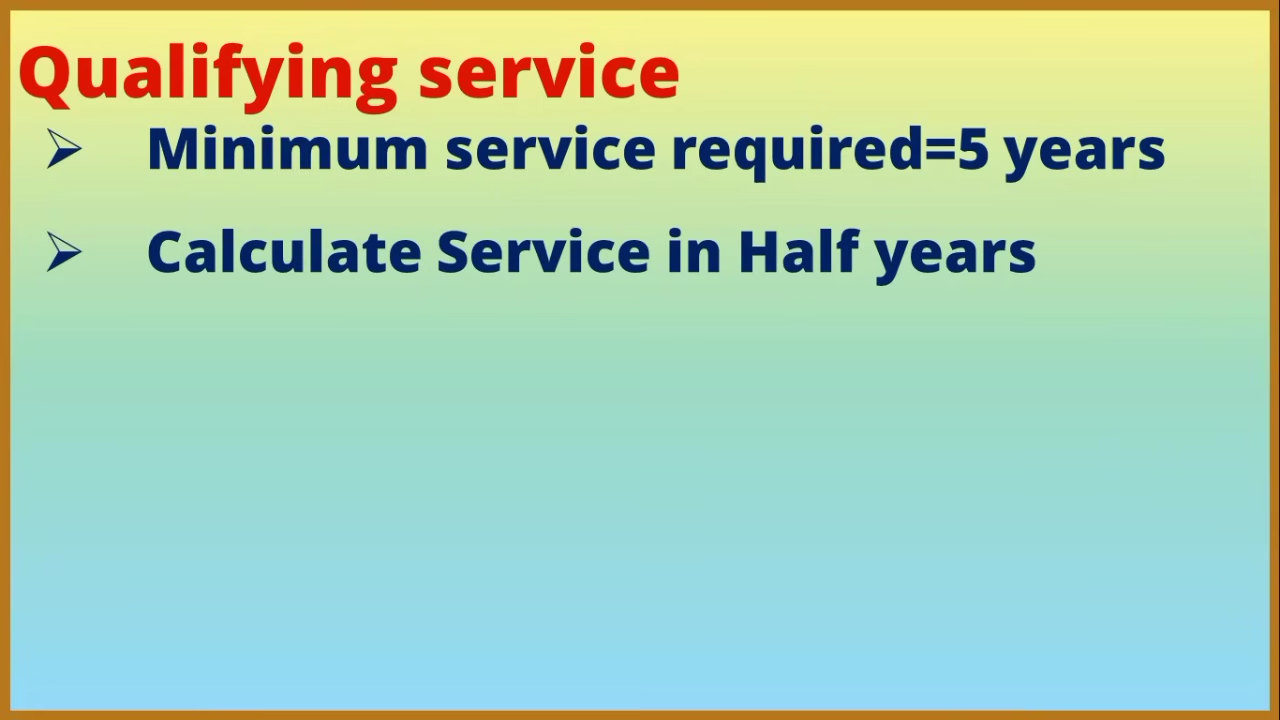 Qualifying service
➢ Minimum service required=5 years
➢ Calculate Service in Half years